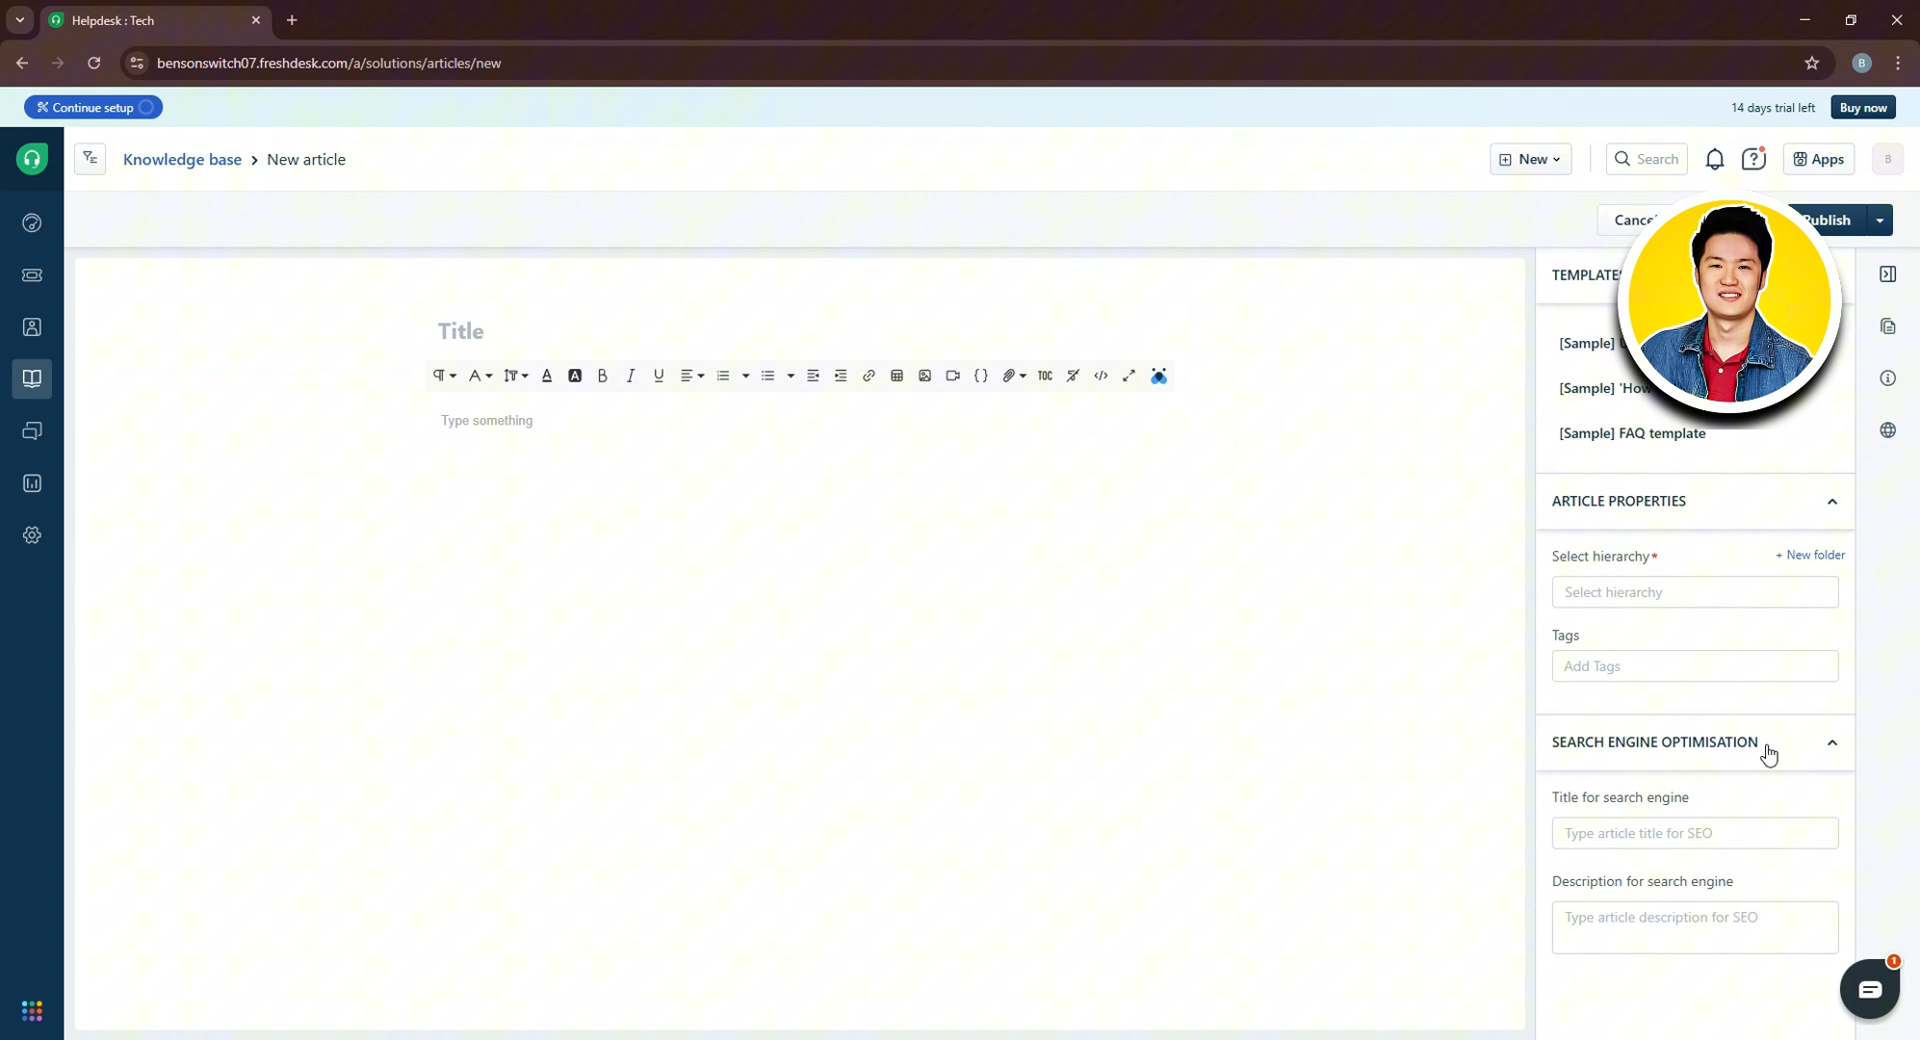 Helpdesk : Tech
bensonswitch07.freshdesk.com/a/solutions/articles/new
B
Continue setup
14 days trial left
Buy now
Knowledge base > New article
New
Search
Apps
B
Publish
TEMPLATES
Title
[Sample]
[Sample] 'How
TOC
Type something
[Sample] FAQ template
ARTICLE PROPERTIES
Select hierarchy*
+ New folder
Select hierarchy
Tags
Add Tags
SEARCH ENGINE OPTIMISATION
Title for search engine
Type article title for SEO
Description for search engine
Type article description for SEO
1